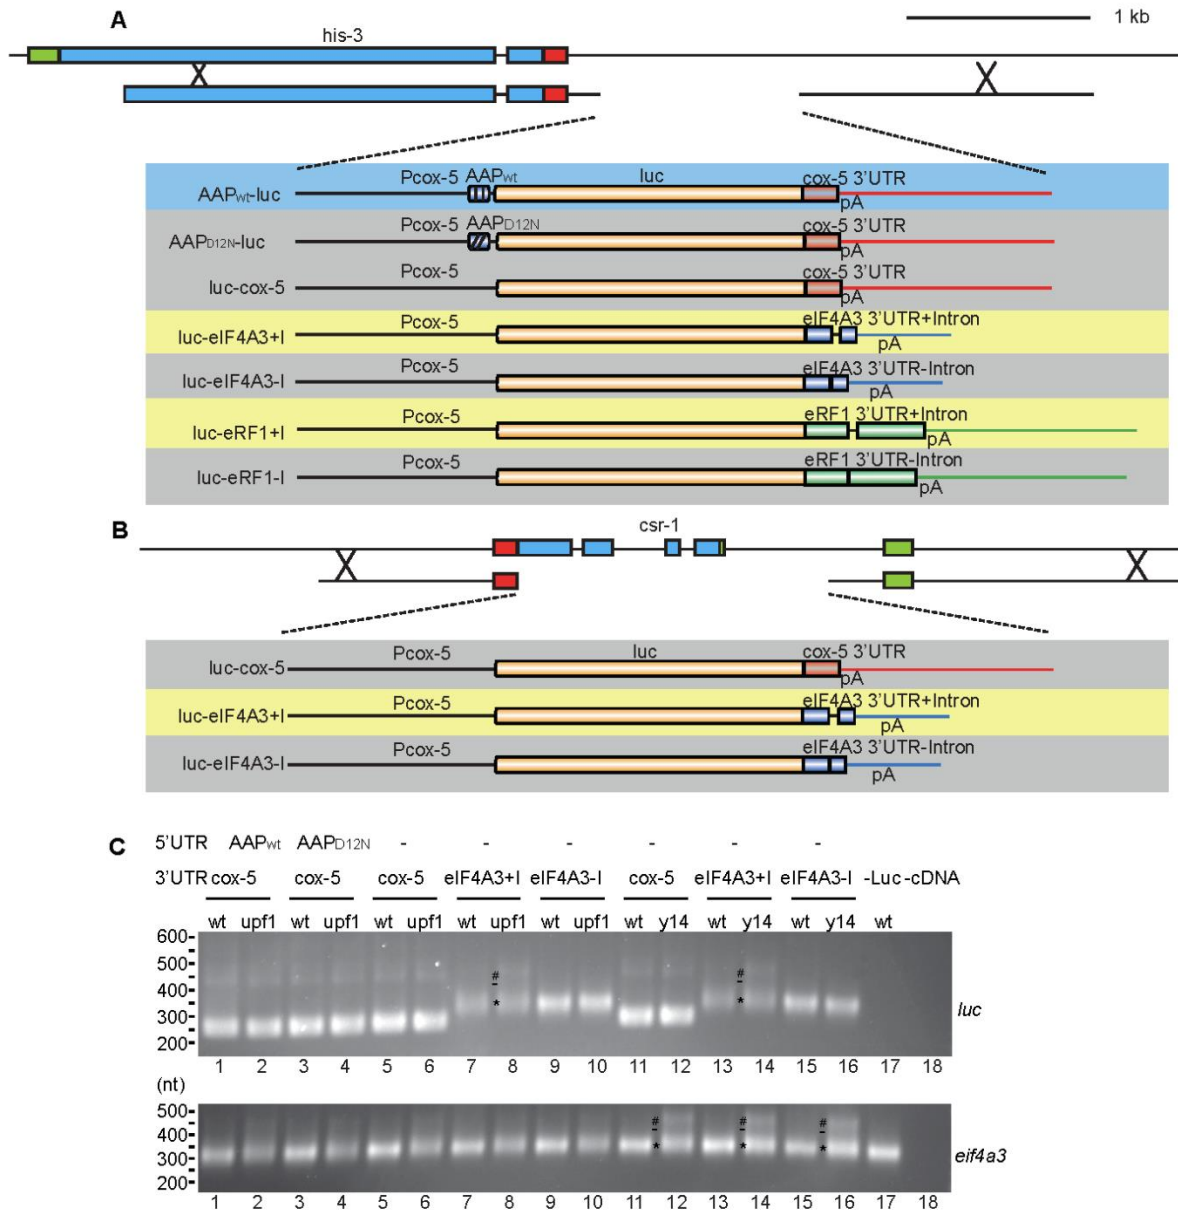 A
1 kb
his-3
Pcox-5 AAPwt luc cox-5 3'UTR
AAPwt-luc pA
Pcox-5 AAPD12N cox-5 3'UTR
AAPD12N-luc pA
Pcox-5 cox-5 3'UTR
luc-cox-5 pA
Pcox-5 eIF4A3 3'UTR+Intron
luc-eIF4A3+I pA
Pcox-5 eIF4A3 3'UTR-Intron
luc-eIF4A3-I pA
Pcox-5 eRF1 3'UTR+Intron
luc-eRF1+I pA
Pcox-5 eRF1 3'UTR-Intron
luc-eRF1-I pA
B
csr-1
Pcox-5 luc cox-5 3'UTR
luc-cox-5 pA
Pcox-5 eIF4A3 3'UTR+Intron
luc-eIF4A3+I pA
Pcox-5 eIF4A3 3'UTR-Intron
luc-eIF4A3-I pA
C 5'UTR AAPwt AAPD12N - - - - - -
3'UTR cox-5 cox-5 cox-5 eIF4A3+I eIF4A3-I cox-5 eIF4A3+I eIF4A3-I -Luc -cDNA
wt upf1 wt upf1 wt upf1 wt upf1 wt upf1 wt y14 wt y14 wt y14 wt
600
500 # #
400
300 * * luc
200
1 2 3 4 5 6 7 8 9 10 11 12 13 14 15 16 17 18
(nt)
500 # # #
400
300 * * * eif4a3
200
1 2 3 4 5 6 7 8 9 10 11 12 13 14 15 16 17 18